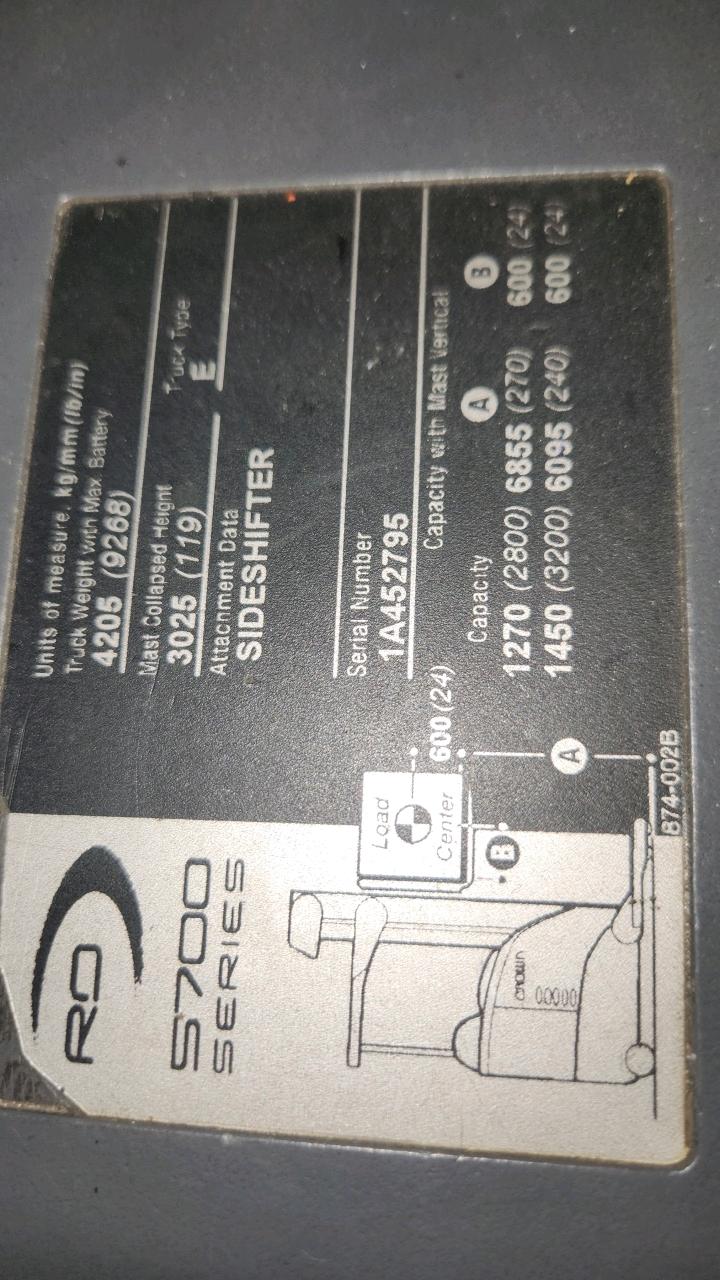 RD
5700
SERIES
Units of measure, kg/mm (lb/in)
Truck Weight with Max. Battery
4205 (9268)
Mast Collapsed Height
3025 (119)
Truck Type
E
Attachment Data
SIDESHIFTER
Serial Number
1A452795
Capacity with Mast Vertical
Capacity A B
1270 (2800) 6855 (270) 600 (24)
1450 (3200) 6095 (240) 600 (24)
Load
Center
600 (24)
B
A
CROWN
874-002B